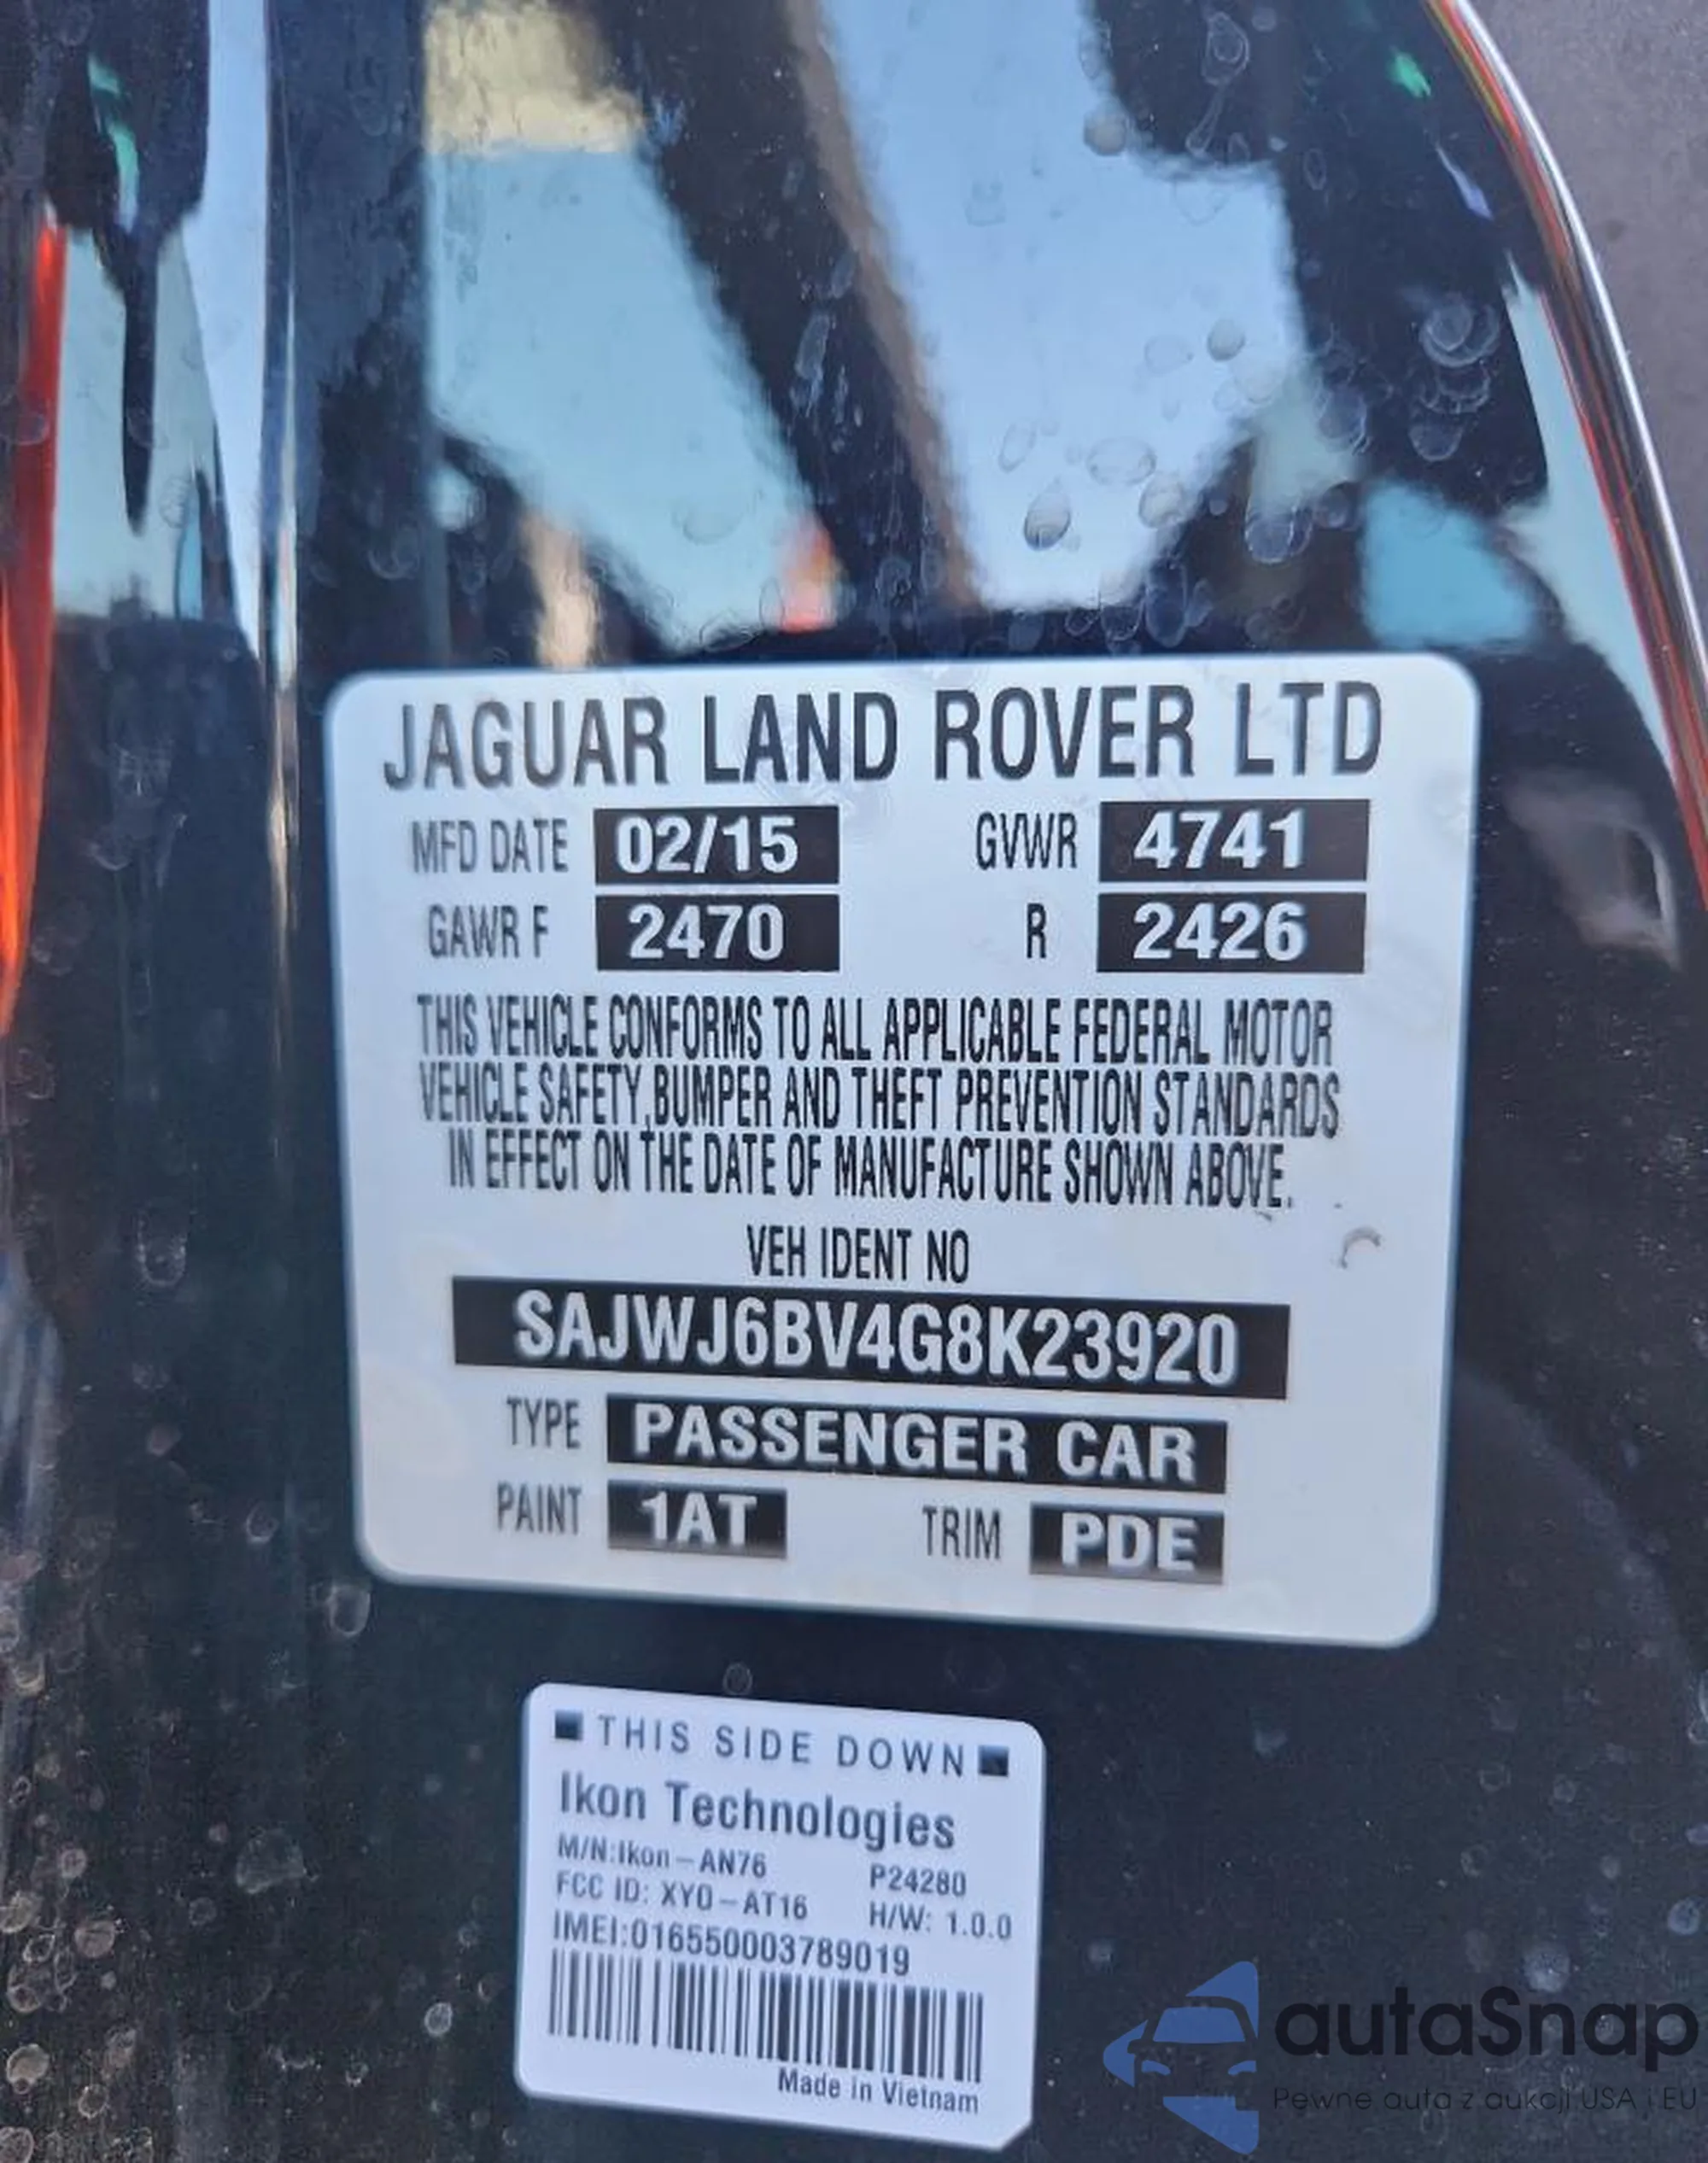 JAGUAR LAND ROVER LTD
MFD DATE 02/15 GVWR 4741
GAWR F 2470 R 2426
THIS VEHICLE CONFORMS TO ALL APPLICABLE FEDERAL MOTOR
VEHICLE SAFETY,BUMPER AND THEFT PREVENTION STANDARDS
IN EFFECT ON THE DATE OF MANUFACTURE SHOWN ABOVE.
VEH IDENT NO
SAJWJ6BV4G8K23920
TYPE PASSENGER CAR
PAINT 1AT TRIM PDE
THIS SIDE DOWN
Ikon Technologies
M/N:Ikon-AN76 P24280
FCC ID: XYO-AT16 H/W: 1.0.0
IMEI:016550003789019
Made in Vietnam
autaSnap
Pewne auta z aukcji USA i EU